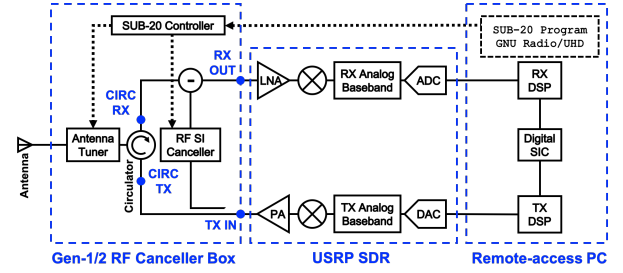 SUB-20 Controller
SUB-20 Program
GNU Radio/UHD
RX
OUT
LNA
RX Analog
Baseband
ADC
RX
DSP
CIRC
RX
Antenna
Tuner
RF SI
Canceller
Digital
SIC
Antenna
Circulator
CIRC
TX
TX IN
PA
TX Analog
Baseband
DAC
TX
DSP
Gen-1/2 RF Canceller Box
USRP SDR
Remote-access PC